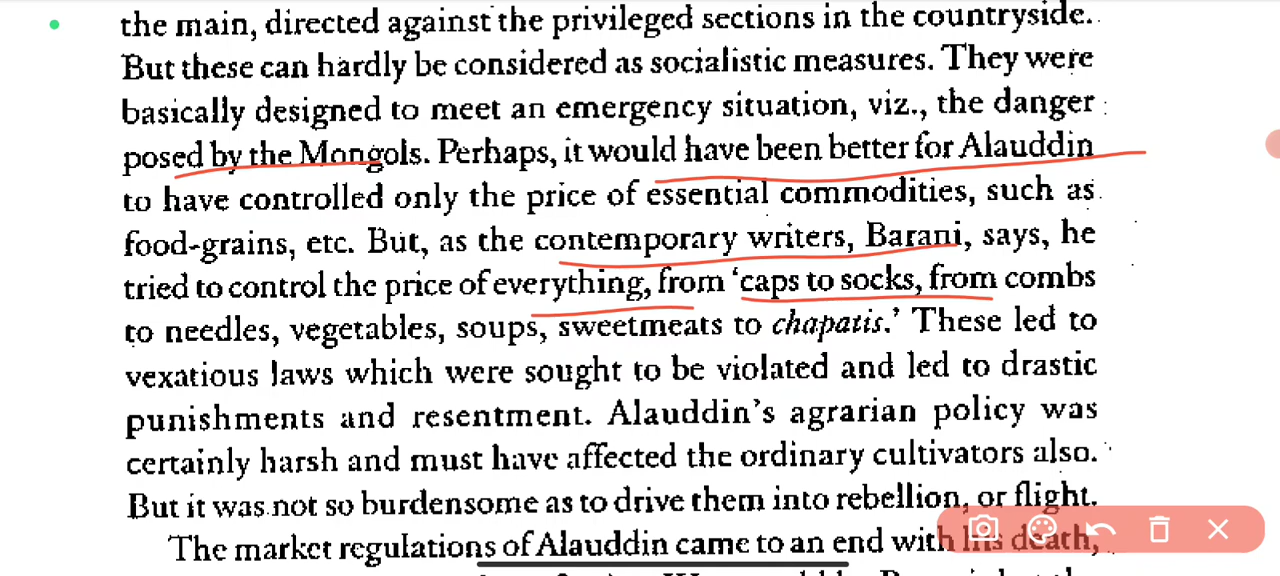 the main, directed against the privileged sections in the countryside.
But these can hardly be considered as socialistic measures. They were
basically designed to meet an emergency situation, viz., the danger
posed by the Mongols. Perhaps, it would have been better for Alauddin
to have controlled only the price of essential commodities, such as
food-grains, etc. But, as the contemporary writers, Barani, says, he
tried to control the price of everything, from ‘caps to socks, from combs
to needles, vegetables, soups, sweetmeats to chapatis.’ These led to
vexatious laws which were sought to be violated and led to drastic
punishments and resentment. Alauddin’s agrarian policy was
certainly harsh and must have affected the ordinary cultivators also.
But it was not so burdensome as to drive them into rebellion, or flight.
The market regulations of Alauddin came to an end with his death,